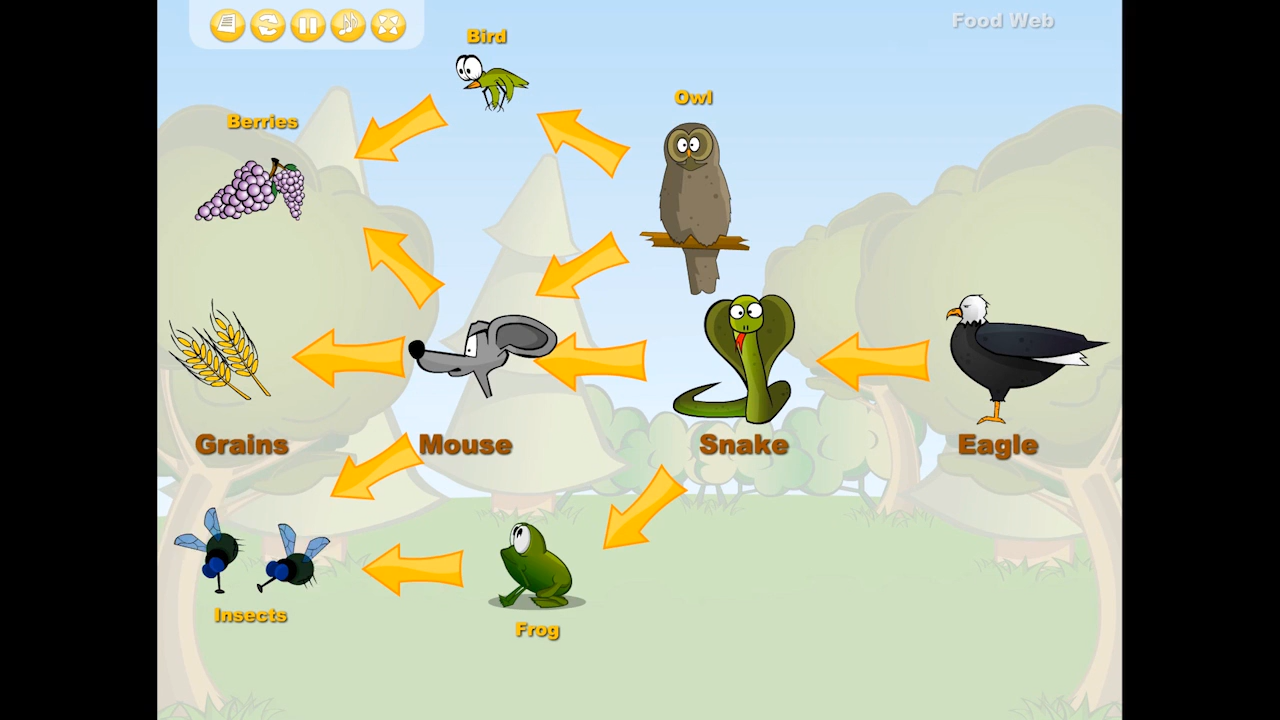 Food Web
Bird
Owl
Berries
Grains
Mouse
Snake
Eagle
Insects
Frog